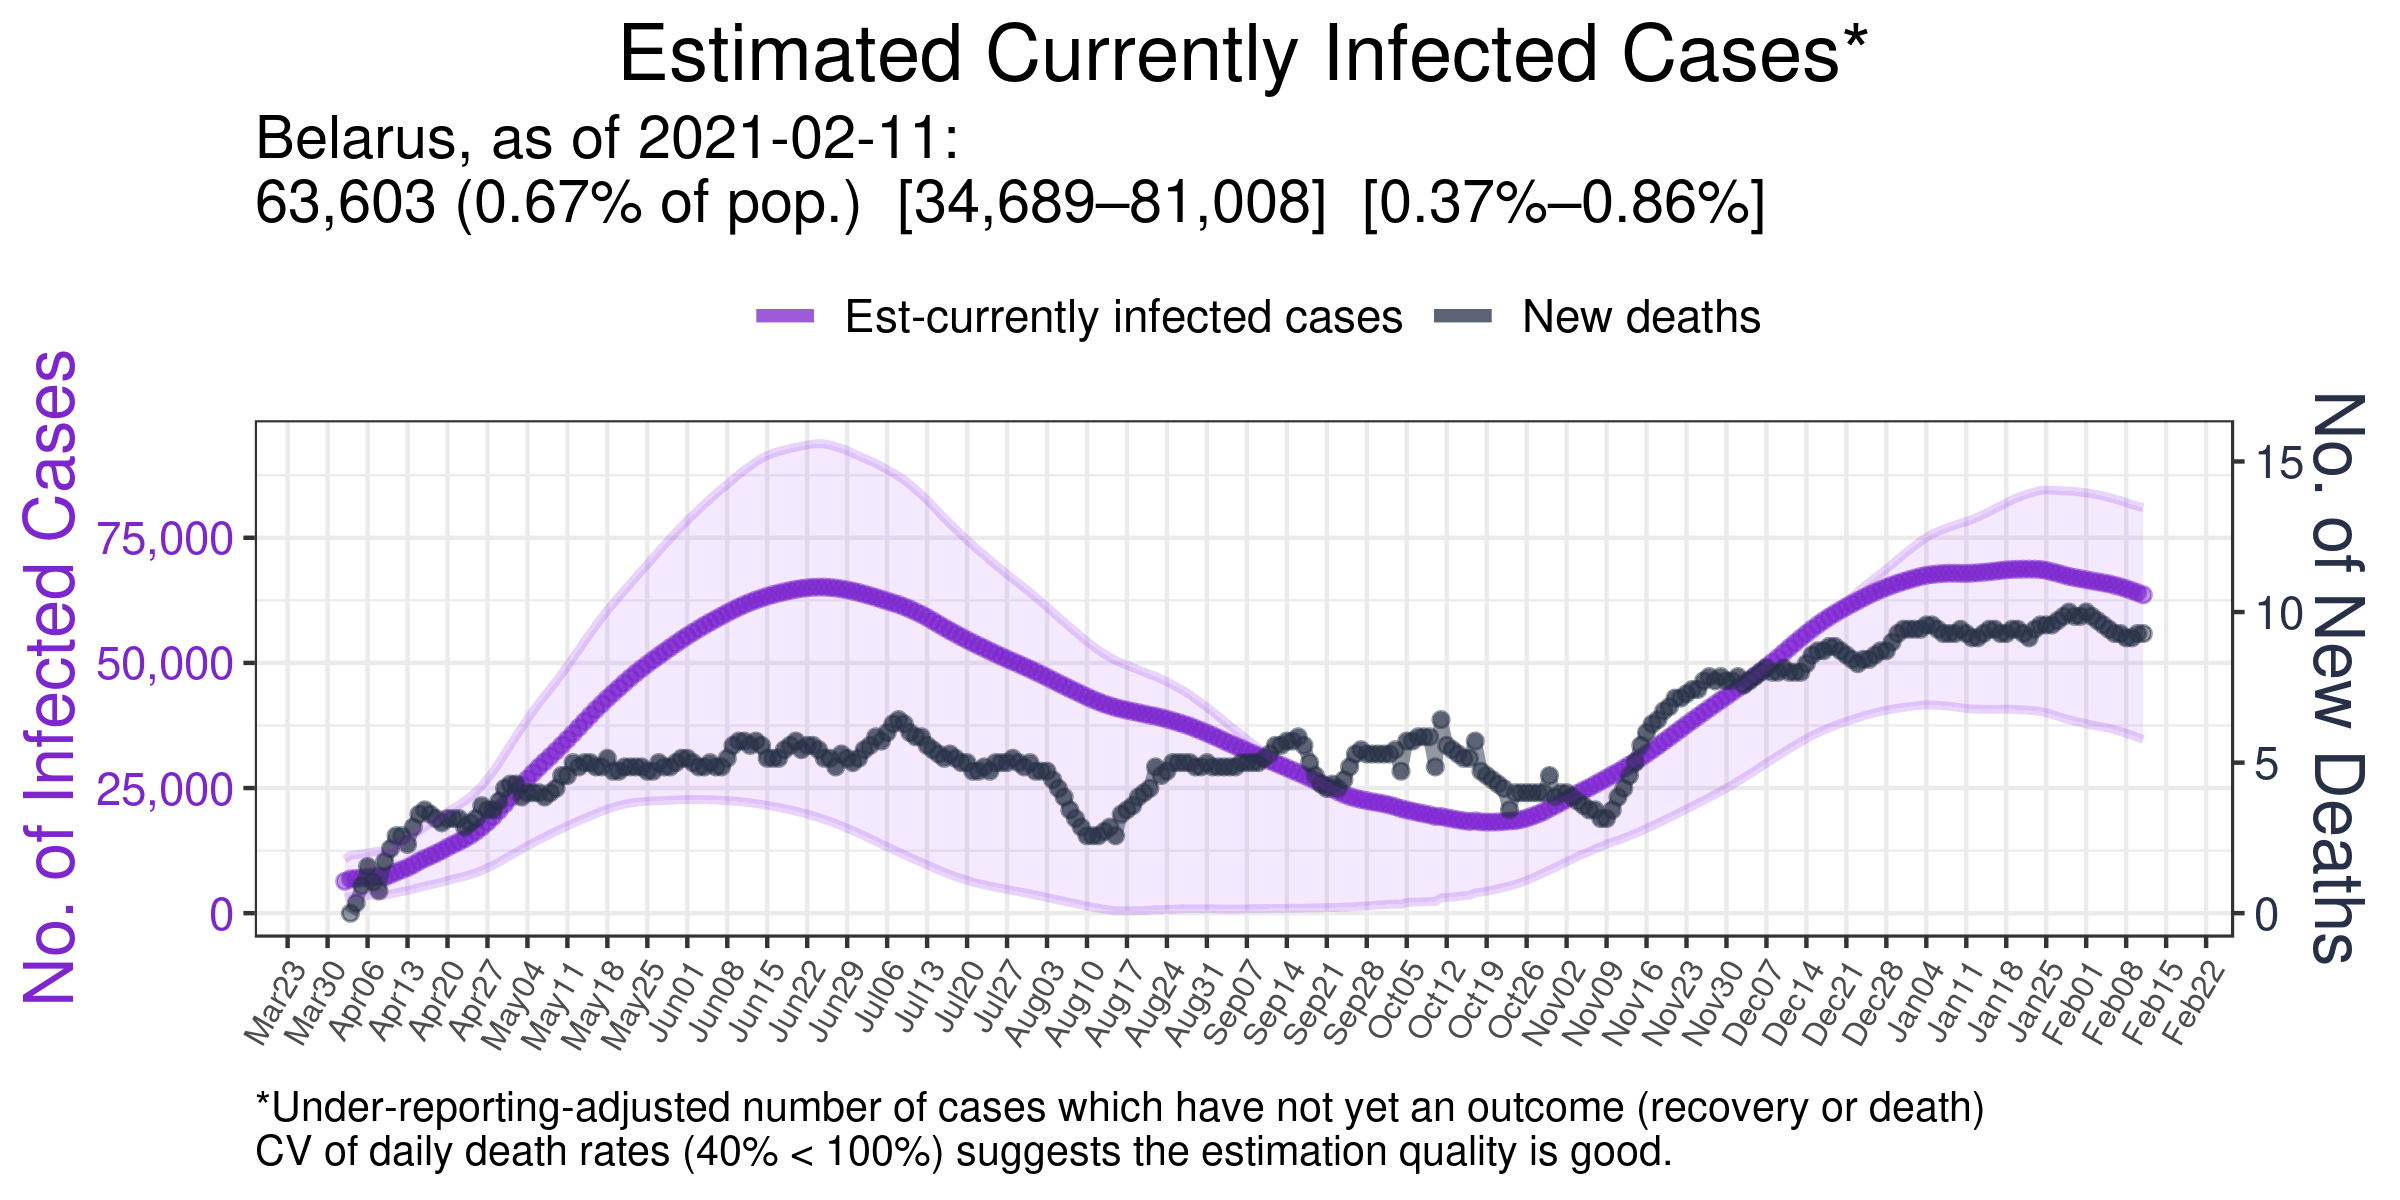 Estimated Currently Infected Cases*
Belarus, as of 2021-02-11:
63,603 (0.67% of pop.) [34,689–81,008] [0.37%–0.86%]
Est-currently infected cases New deaths
No. of Infected Cases
75,000
50,000
25,000
0
15
10
5
0
No. of New Deaths
Mar23 Mar30 Apr06 Apr13 Apr20 Apr27 May04 May11 May18 May25 Jun01 Jun08 Jun15 Jun22 Jun29 Jul06 Jul13 Jul20 Jul27 Aug03 Aug10 Aug17 Aug24 Aug31 Sep07 Sep14 Sep21 Sep28 Oct05 Oct12 Oct19 Oct26 Nov02 Nov09 Nov16 Nov23 Nov30 Dec07 Dec14 Dec21 Dec28 Jan04 Jan11 Jan18 Jan25 Feb01 Feb08 Feb15 Feb22
*Under-reporting-adjusted number of cases which have not yet an outcome (recovery or death)
CV of daily death rates (40% < 100%) suggests the estimation quality is good.